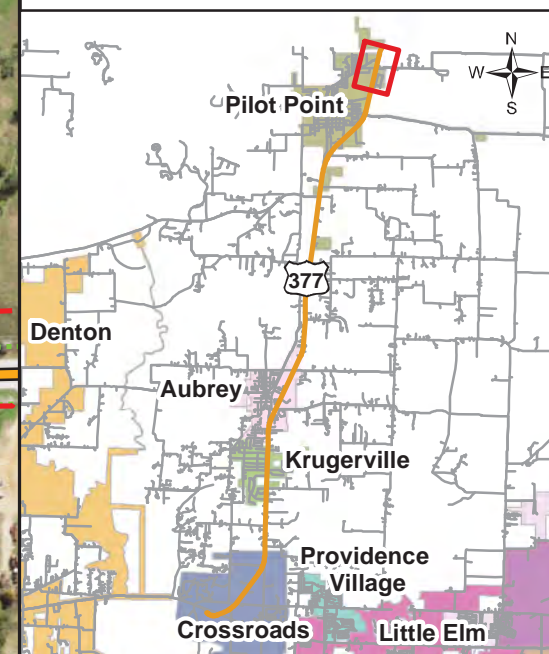 N
W E
S
Pilot Point
377
Denton
Aubrey
Krugerville
Providence
Village
Crossroads
Little Elm